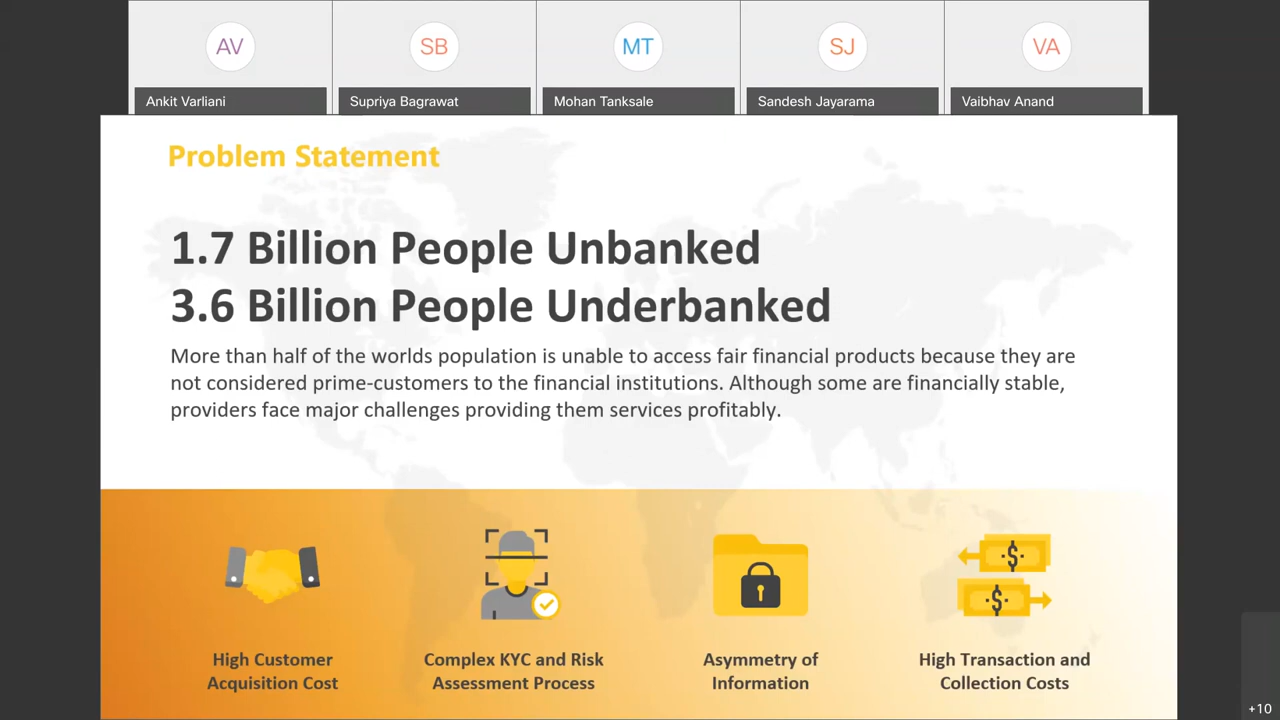 AV
SB
MT
SJ
VA
Ankit Varliani
Supriya Bagrawat
Mohan Tanksale
Sandesh Jayarama
Vaibhav Anand
Problem Statement
1.7 Billion People Unbanked
3.6 Billion People Underbanked
More than half of the worlds population is unable to access fair financial products because they are
not considered prime-customers to the financial institutions. Although some are financially stable,
providers face major challenges providing them services profitably.
High Customer
Acquisition Cost
Complex KYC and Risk
Assessment Process
Asymmetry of
Information
High Transaction and
Collection Costs
+10